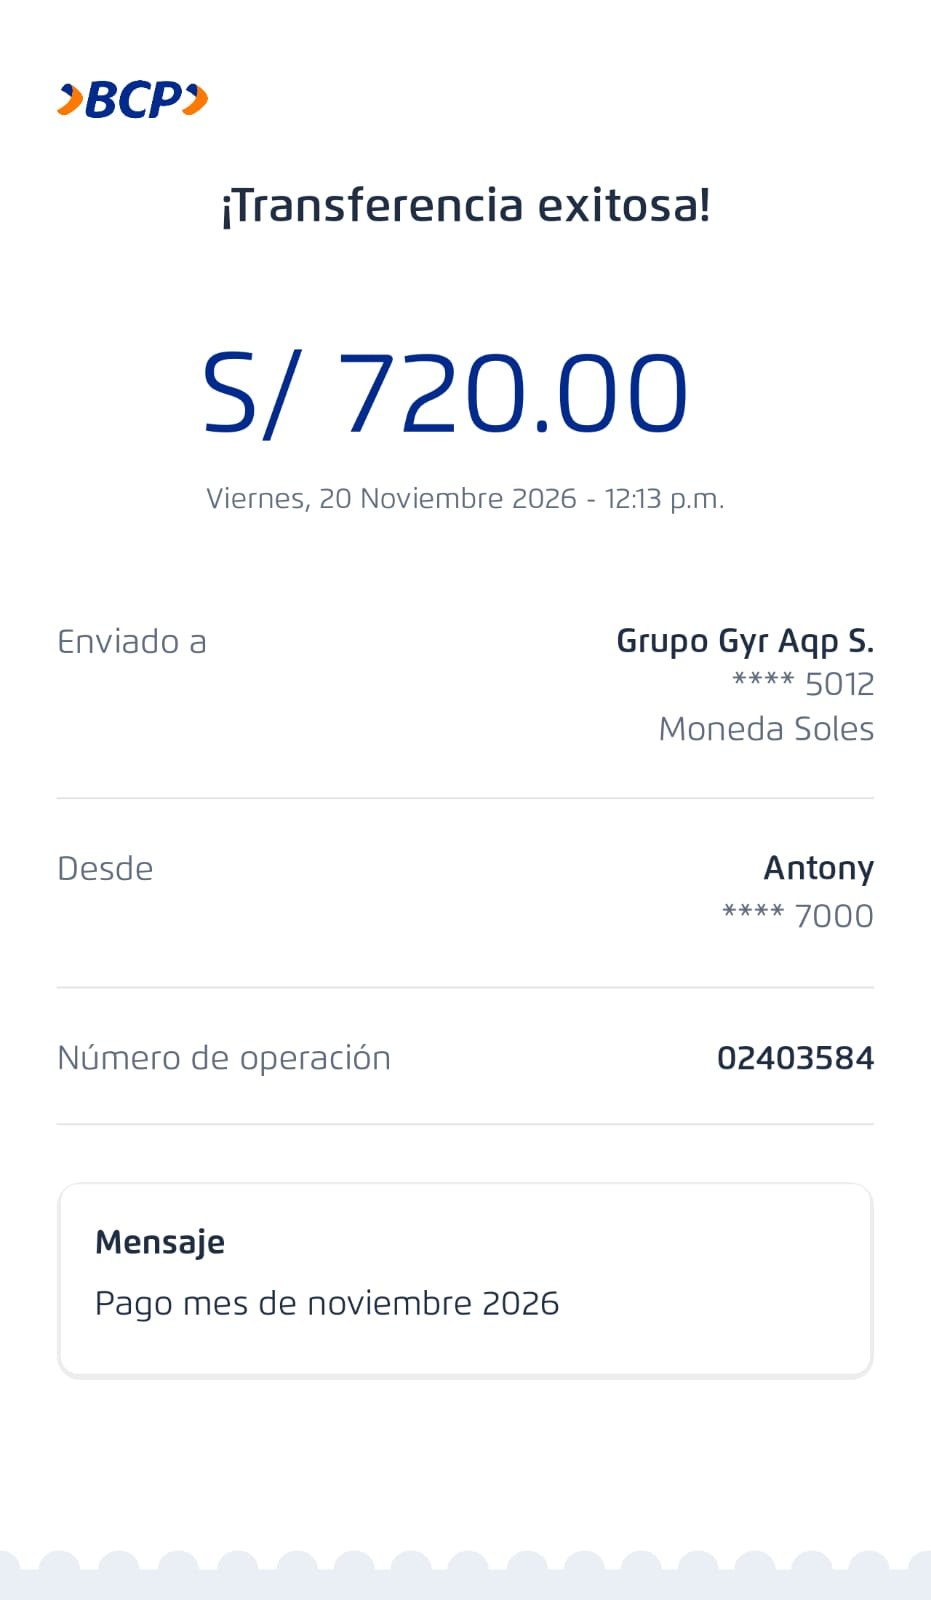 BCP
¡Transferencia exitosa!
S/ 720.00
Viernes, 20 Noviembre 2026 - 12:13 p.m.
Enviado a
Grupo Gyr Aqp S.
**** 5012
Moneda Soles
Desde
Antony
**** 7000
Número de operación
02403584
Mensaje
Pago mes de noviembre 2026